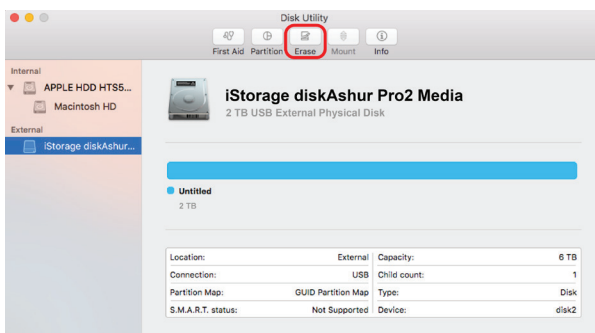 Disk Utility
First Aid Partition Erase Mount Info
Internal
APPLE HDD HTS5...
Macintosh HD
External
iStorage diskAshur...
iStorage diskAshur Pro2 Media
2 TB USB External Physical Disk
Untitled
2 TB
Location: External Capacity: 6 TB
Connection: USB Child count: 1
Partition Map: GUID Partition Map Type: Disk
S.M.A.R.T. status: Not Supported Device: disk2